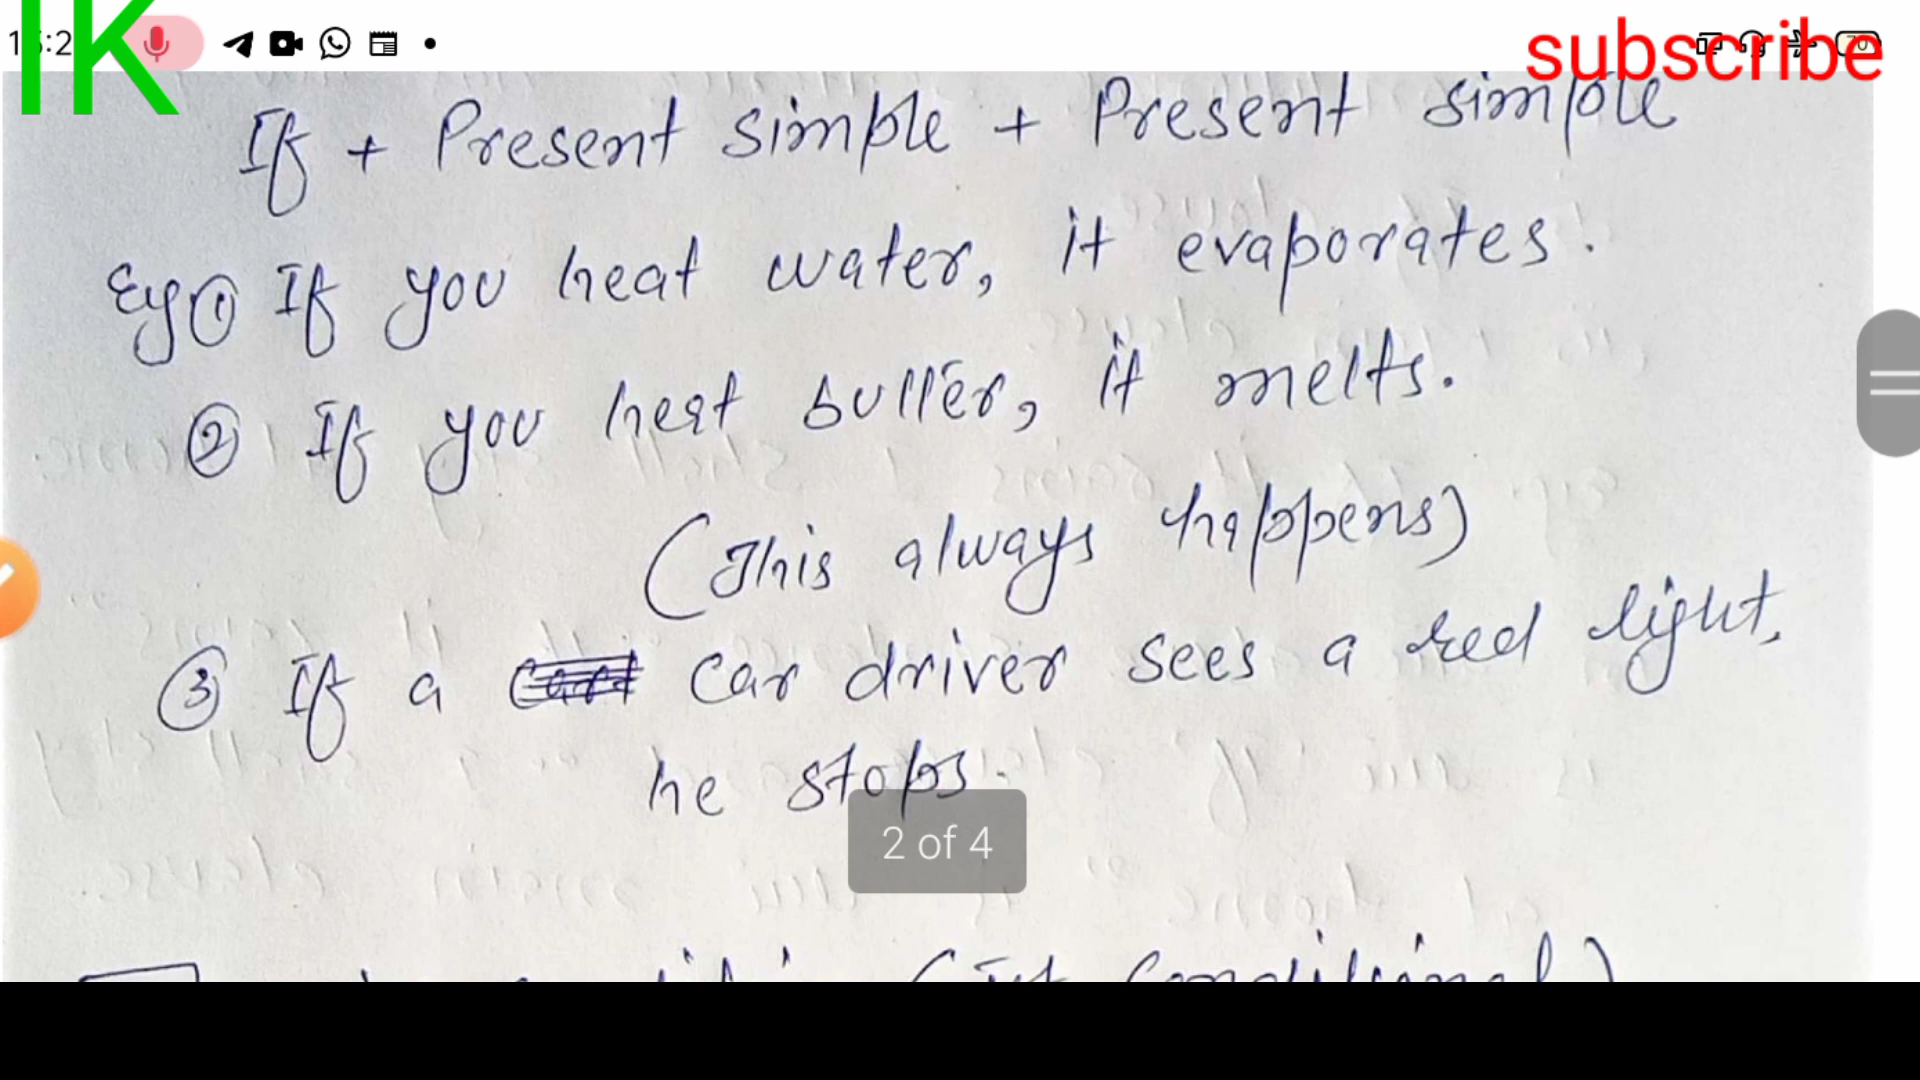 IK
subscribe
If + Present simple + Present simple
Eg ① If you heat water, it evaporates.
② If you heat butter, it melts.
(This always happens)
③ If a car driver sees a red light,
he stops.
2 of 4
Conditional)